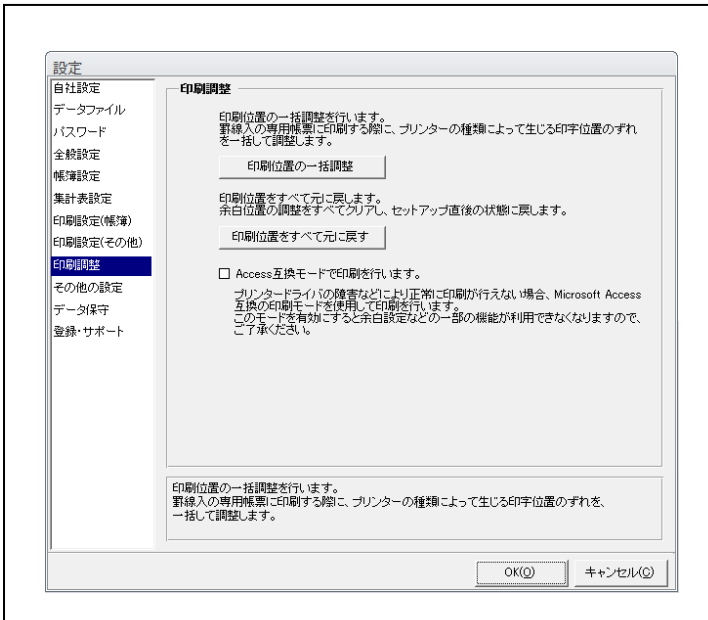 設定
自社設定
データファイル
パスワード
全般設定
帳簿設定
集計表設定
印刷設定(帳簿)
印刷設定(その他)
印刷調整
その他の設定
データ保守
登録・サポート
印刷調整
印刷位置の一括調整を行います。
罫線入の専用帳票に印刷する際に、プリンターの種類によって生じる印字位置のずれ
を一括して調整します。
印刷位置の一括調整
印刷位置をすべて元に戻します。
余白位置の調整をすべてクリアし、セットアップ直後の状態に戻します。
印刷位置をすべて元に戻す
Access互換モードで印刷を行います。
プリンタードライバの障害などにより正常に印刷が行えない場合、Microsoft Access
互換の印刷モードを使用して印刷を行います。
このモードを有効にすると余白設定などの一部の機能が利用できなくなりますので、
ご了承ください。
印刷位置の一括調整を行います。
罫線入の専用帳票に印刷する際に、プリンターの種類によって生じる印字位置のずれを、
一括して調整します。
OK(O)
キャンセル(C)